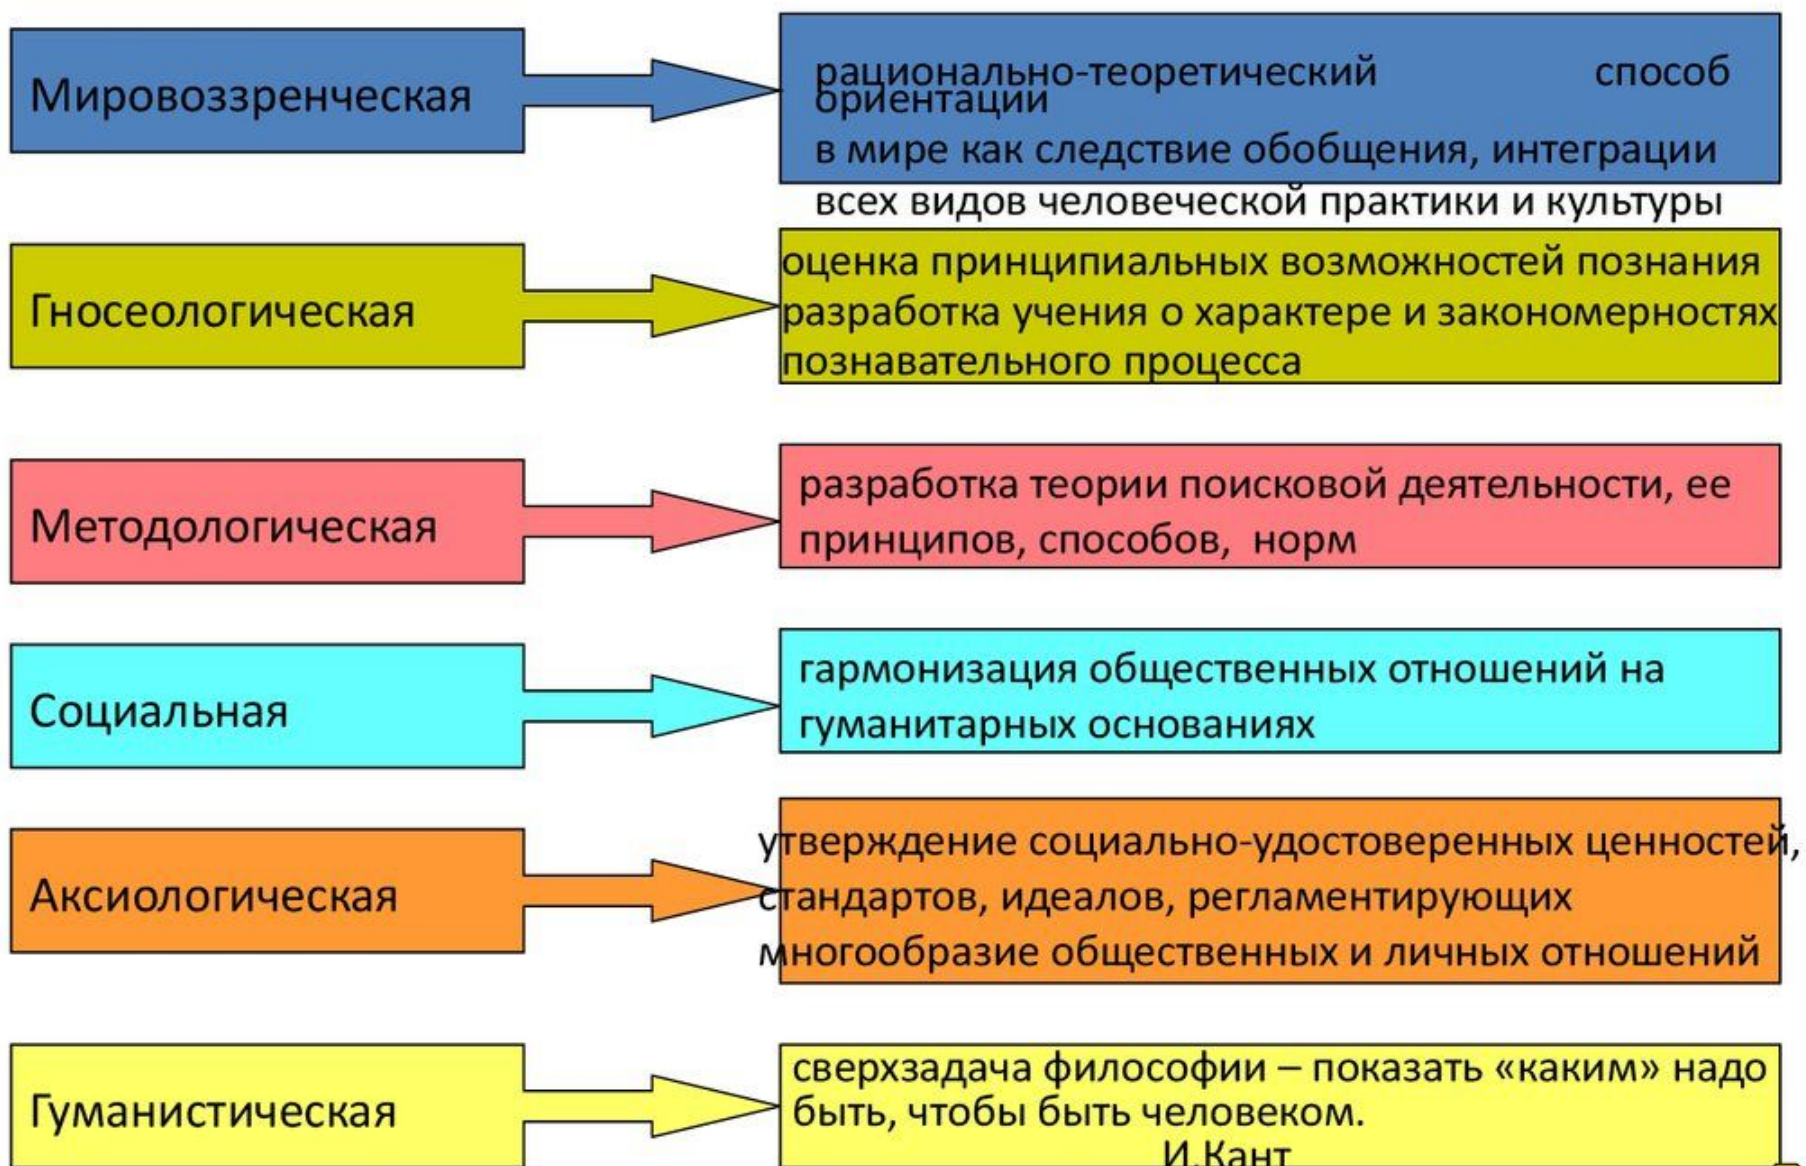 Мировоззренческая
рационально-теоретический способ
ориентации
в мире как следствие обобщения, интеграции
всех видов человеческой практики и культуры
Гносеологическая
оценка принципиальных возможностей познания
разработка учения о характере и закономерностях
познавательного процесса
Методологическая
разработка теории поисковой деятельности, ее
принципов, способов, норм
Социальная
гармонизация общественных отношений на
гуманитарных основаниях
Аксиологическая
утверждение социально-удостоверенных ценностей,
стандартов, идеалов, регламентирующих
многообразие общественных и личных отношений
Гуманистическая
сверхзадача философии – показать «каким» надо
быть, чтобы быть человеком.
И.Кант